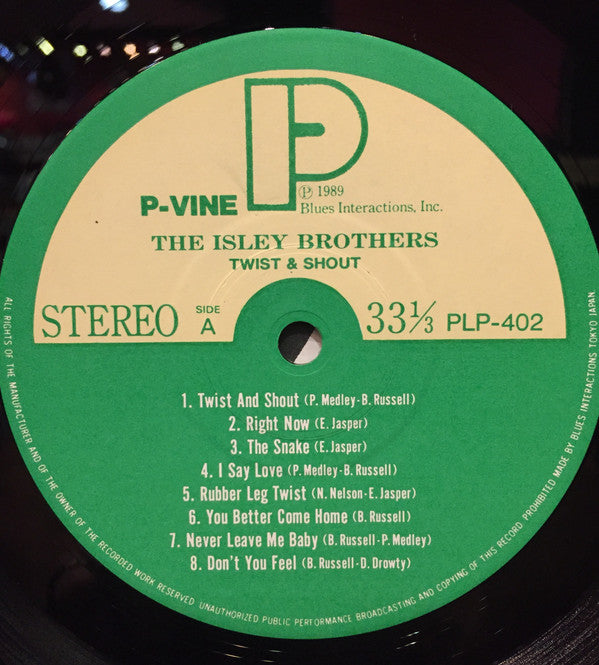 P
℗ 1989
P-VINE Blues Interactions, Inc.
THE ISLEY BROTHERS
TWIST & SHOUT
STEREO SIDE A 33⅓ PLP-402
1. Twist And Shout (P. Medley-B. Russell)
2. Right Now (E. Jasper)
3. The Snake (E. Jasper)
4. I Say Love (P. Medley-B. Russell)
5. Rubber Leg Twist (N. Nelson-E. Jasper)
6. You Better Come Home (B. Russell)
7. Never Leave Me Baby (B. Russell-P. Medley)
8. Don't You Feel (B. Russell-D. Drowty)
ALL RIGHTS OF THE MANUFACTURER AND OF THE OWNER OF THE RECORDED WORK RESERVED UNAUTHORIZED PUBLIC PERFORMANCE BROADCASTING AND COPYING OF THIS RECORD PROHIBITED MADE BY BLUES INTERACTIONS TOKYO JAPAN.